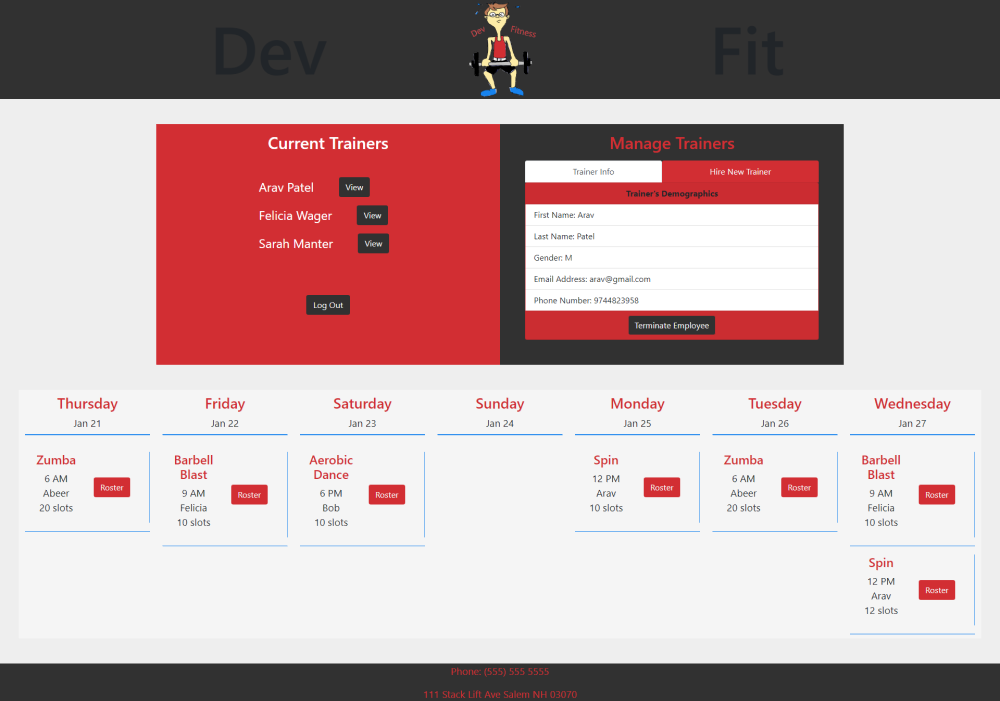 Dev
Dev Fitness
Fit
Current Trainers
Arav Patel View
Felicia Wager View
Sarah Manter View
Log Out
Manage Trainers
Trainer Info Hire New Trainer
Trainer's Demographics
First Name: Arav
Last Name: Patel
Gender: M
Email Address: arav@gmail.com
Phone Number: 9744823958
Terminate Employee
Thursday
Jan 21
Zumba
6 AM
Abeer
20 slots
Roster
Friday
Jan 22
Barbell
Blast
9 AM
Felicia
10 slots
Roster
Saturday
Jan 23
Aerobic
Dance
6 PM
Bob
10 slots
Roster
Sunday
Jan 24
Monday
Jan 25
Spin
12 PM
Arav
10 slots
Roster
Tuesday
Jan 26
Zumba
6 AM
Abeer
20 slots
Roster
Wednesday
Jan 27
Barbell
Blast
9 AM
Felicia
10 slots
Roster
Spin
12 PM
Arav
12 slots
Roster
Phone: (555) 555 5555
111 Stack Lift Ave Salem NH 03070